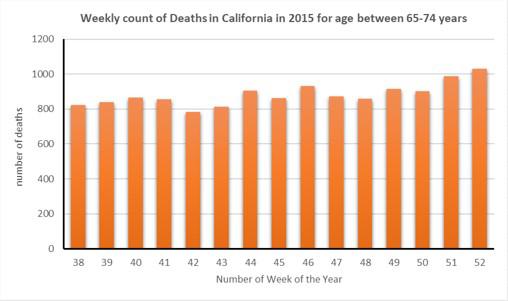 Weekly count of Deaths in California in 2015 for age between 65-74 years
1200
1000
800
600
400
200
0
number of deaths
38 39 40 41 42 43 44 45 46 47 48 49 50 51 52
Number of Week of the Year